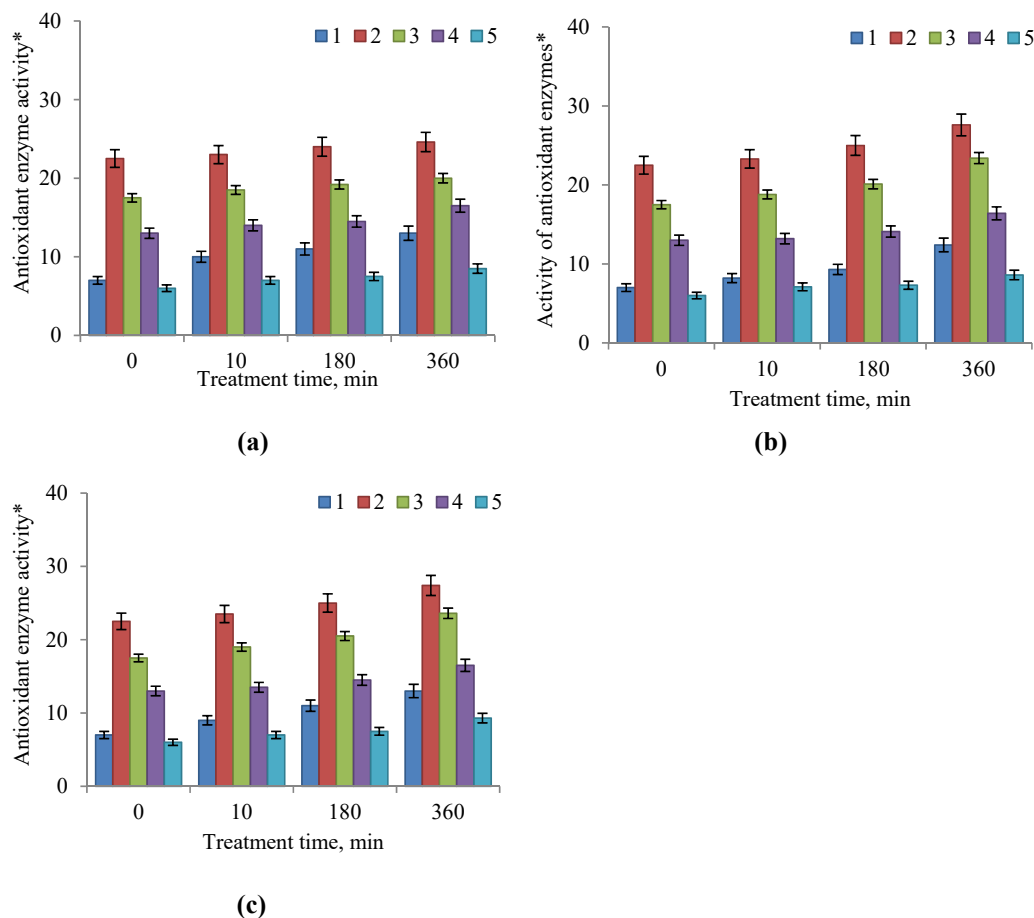 Antioxidant enzyme activity*
40
30
20
10
0
1 2 3 4 5
0 10 180 360
Treatment time, min
(a)
Activity of antioxidant enzymes*
40
30
20
10
0
1 2 3 4 5
0 10 180 360
Treatment time, min
(b)
Antioxidant enzyme activity*
40
30
20
10
0
1 2 3 4 5
0 10 180 360
Treatment time, min
(c)